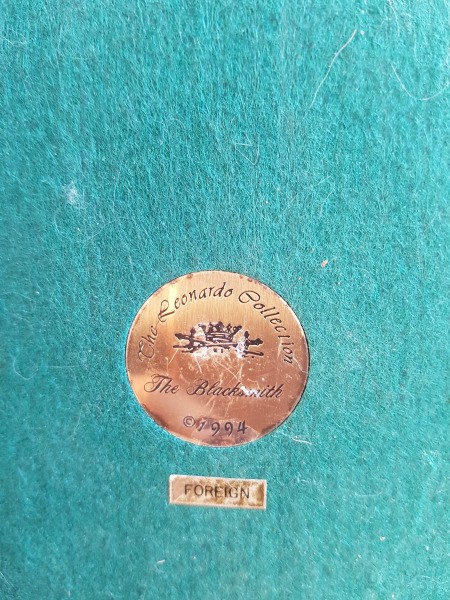 The Leonardo Collection
The Blacksmith
©1994
FOREIGN